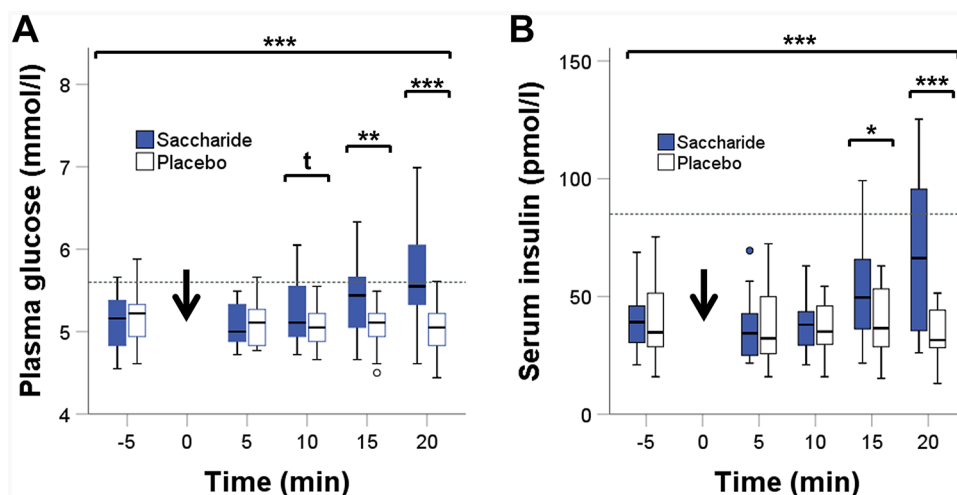 A
***
8
***
Saccharide
Placebo
**
7
t
6
5
4
-5 0 5 10 15 20
Time (min)
Plasma glucose (mmol/l)
B
***
150
***
Saccharide
Placebo
*
100
50
0
-5 0 5 10 15 20
Time (min)
Serum insulin (pmol/l)